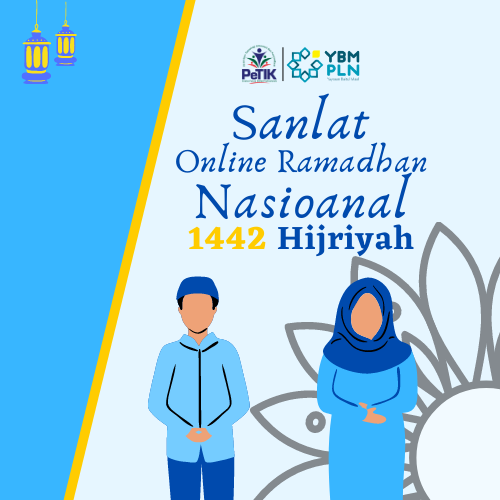 PeTIK
YBM
PLN
Sanlat
Online Ramadhan
Nasioanal
1442 Hijriyah